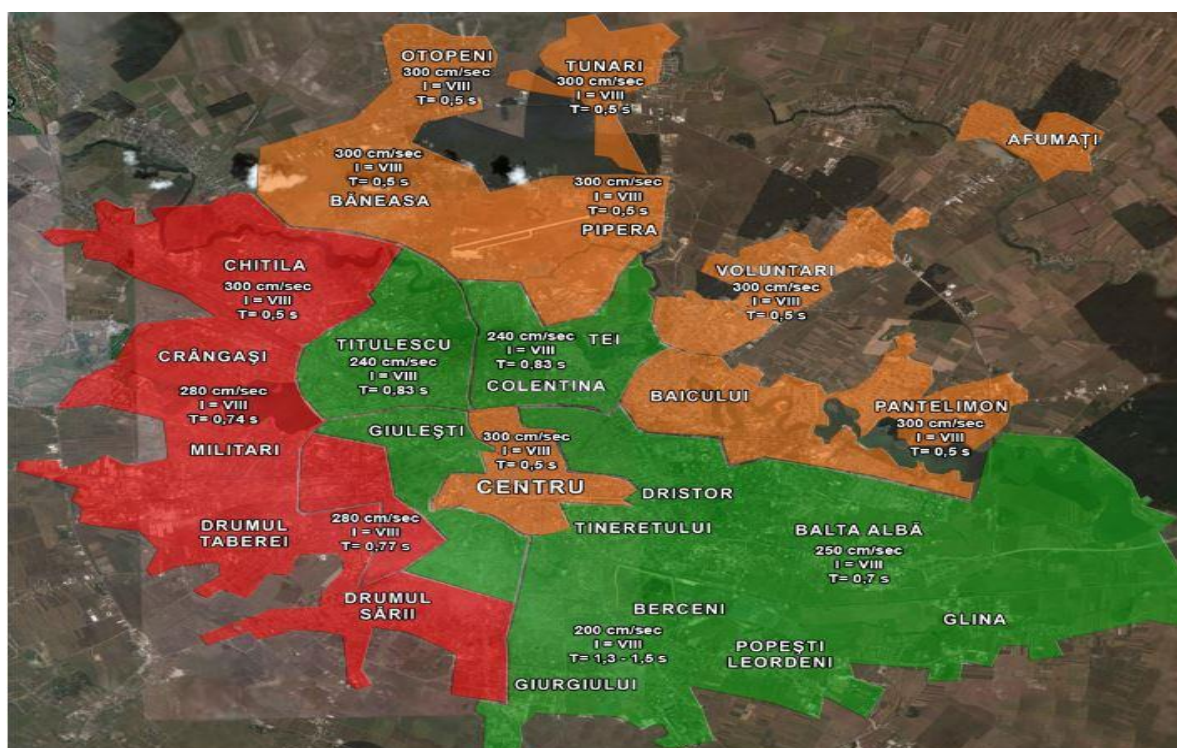 OTOPENI
300 cm/sec
I = VIII
T= 0,5 s
TUNARI
300 cm/sec
I = VIII
T= 0,5 s
AFUMAȚI
300 cm/sec
I = VIII
T= 0,5 s
BĂNEASA
300 cm/sec
I = VIII
T= 0,5 s
PIPERA
CHITILA
300 cm/sec
I = VIII
T= 0,5 s
VOLUNTARI
300 cm/sec
I = VIII
T= 0,5 s
CRÂNGAȘI
280 cm/sec
I = VIII
T= 0,74 s
MILITARI
TITULESCU
240 cm/sec
I = VIII
T= 0,83 s
240 cm/sec
I = VIII
T= 0,83 s
TEI
COLENTINA
BAICULUI
PANTELIMON
300 cm/sec
I = VIII
T= 0,5 s
GIULEȘTI
300 cm/sec
I = VIII
T= 0,5 s
CENTRU
DRISTOR
TINERETULUI
DRUMUL
TABEREI
280 cm/sec
I = VIII
T= 0,77 s
BALTA ALBĂ
250 cm/sec
I = VIII
T= 0,7 s
DRUMUL
SĂRII
BERCENI
200 cm/sec
I = VIII
T= 1,3 - 1,5 s
GLINA
POPEȘTI
LEORDENI
GIURGIULUI